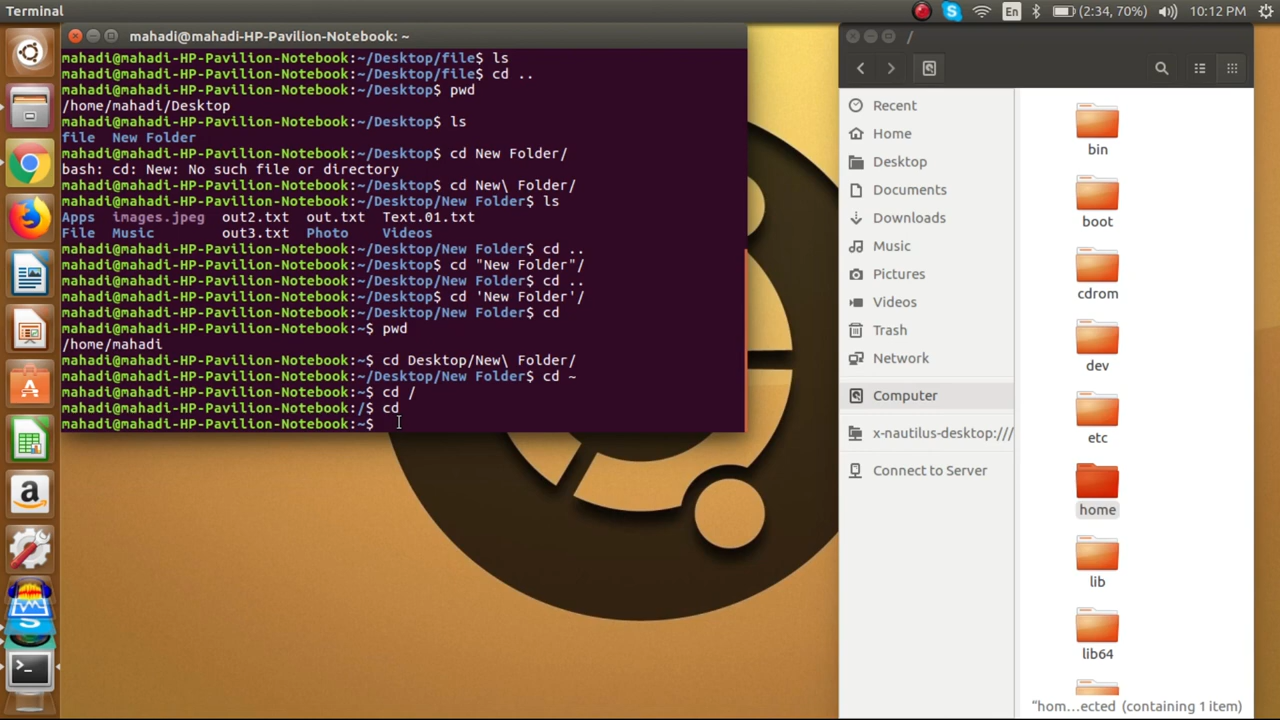 Terminal
En
(2:34, 70%)
10:12 PM
mahadi@mahadi-HP-Pavilion-Notebook: ~
mahadi@mahadi-HP-Pavilion-Notebook:~/Desktop/file$ ls
mahadi@mahadi-HP-Pavilion-Notebook:~/Desktop/file$ cd ..
mahadi@mahadi-HP-Pavilion-Notebook:~/Desktop$ pwd
/home/mahadi/Desktop
mahadi@mahadi-HP-Pavilion-Notebook:~/Desktop$ ls
file  New Folder
mahadi@mahadi-HP-Pavilion-Notebook:~/Desktop$ cd New Folder/
bash: cd: New: No such file or directory
mahadi@mahadi-HP-Pavilion-Notebook:~/Desktop$ cd New\ Folder/
mahadi@mahadi-HP-Pavilion-Notebook:~/Desktop/New Folder$ ls
Apps  images.jpeg  out2.txt  out.txt  Text.01.txt
File  Music        out3.txt  Photo    Videos
mahadi@mahadi-HP-Pavilion-Notebook:~/Desktop/New Folder$ cd ..
mahadi@mahadi-HP-Pavilion-Notebook:~/Desktop$ cd "New Folder"/
mahadi@mahadi-HP-Pavilion-Notebook:~/Desktop/New Folder$ cd ..
mahadi@mahadi-HP-Pavilion-Notebook:~/Desktop$ cd 'New Folder'/
mahadi@mahadi-HP-Pavilion-Notebook:~/Desktop/New Folder$ cd
mahadi@mahadi-HP-Pavilion-Notebook:~$ pwd
/home/mahadi
mahadi@mahadi-HP-Pavilion-Notebook:~$ cd Desktop/New\ Folder/
mahadi@mahadi-HP-Pavilion-Notebook:~/Desktop/New Folder$ cd ~
mahadi@mahadi-HP-Pavilion-Notebook:~$ cd /
mahadi@mahadi-HP-Pavilion-Notebook:/$ cd
mahadi@mahadi-HP-Pavilion-Notebook:~$
/
Recent
Home
Desktop
Documents
Downloads
Music
Pictures
Videos
Trash
Network
Computer
x-nautilus-desktop:///
Connect to Server
bin
boot
cdrom
dev
etc
home
lib
lib64
"hom…ected (containing 1 item)